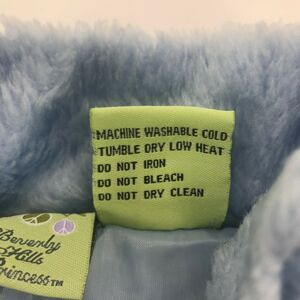 MACHINE WASHABLE COLD
TUMBLE DRY LOW HEAT
DO NOT IRON
DO NOT BLEACH
DO NOT DRY CLEAN
Beverly
Hills
Princess™